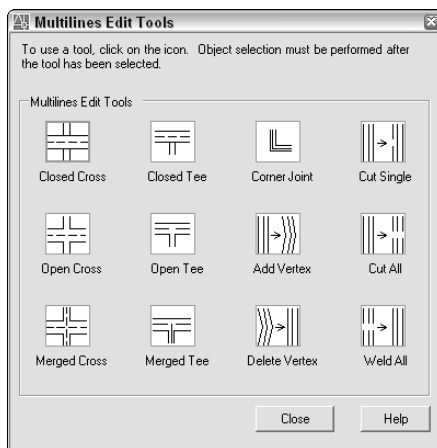 Multilines Edit Tools
To use a tool, click on the icon. Object selection must be performed after
the tool has been selected.
Multilines Edit Tools
Closed Cross Closed Tee Corner Joint Cut Single
Open Cross Open Tee Add Vertex Cut All
Merged Cross Merged Tee Delete Vertex Weld All
Close Help